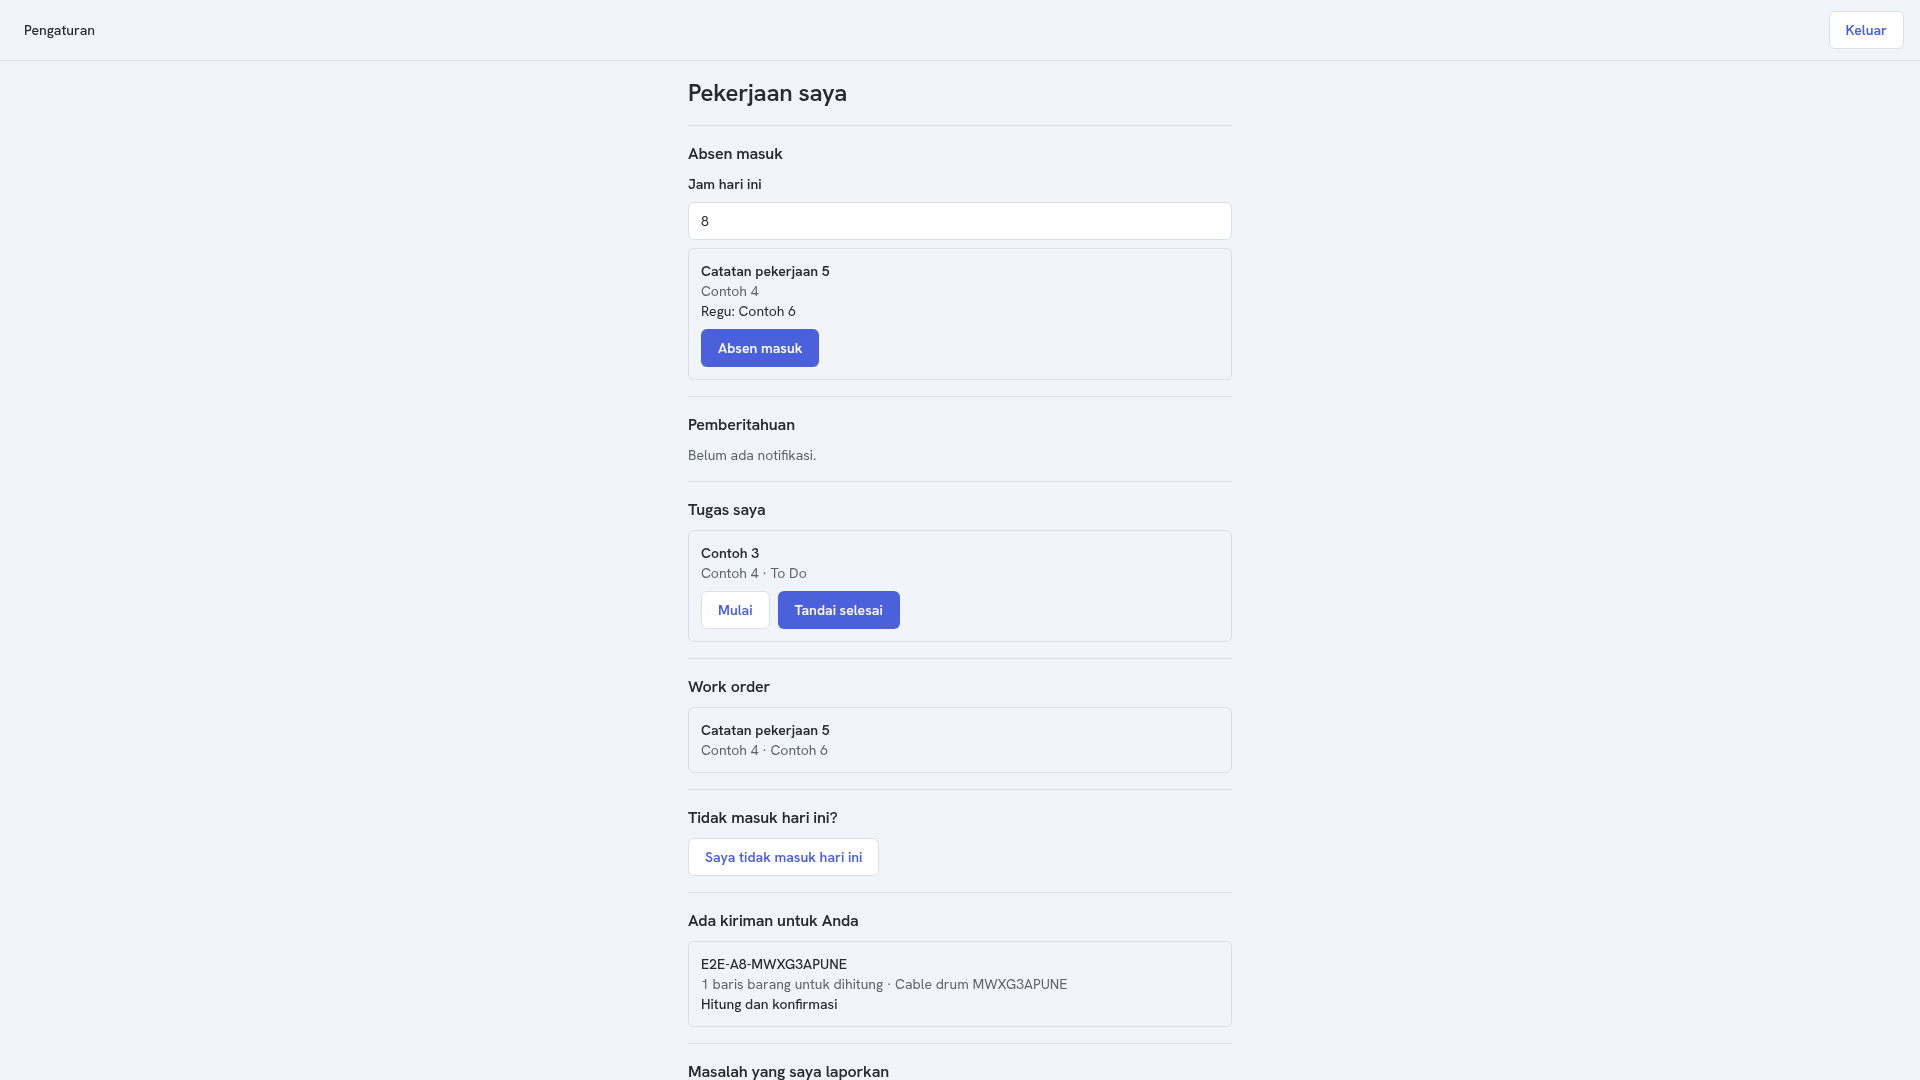 Pengaturan
Keluar
Pekerjaan saya
Absen masuk
Jam hari ini
8
Catatan pekerjaan 5
Contoh 4
Regu: Contoh 6
Absen masuk
Pemberitahuan
Belum ada notifikasi.
Tugas saya
Contoh 3
Contoh 4 · To Do
Mulai
Tandai selesai
Work order
Catatan pekerjaan 5
Contoh 4 · Contoh 6
Tidak masuk hari ini?
Saya tidak masuk hari ini
Ada kiriman untuk Anda
E2E-A8-MWXG3APUNE
1 baris barang untuk dihitung · Cable drum MWXG3APUNE
Hitung dan konfirmasi
Masalah yang saya laporkan